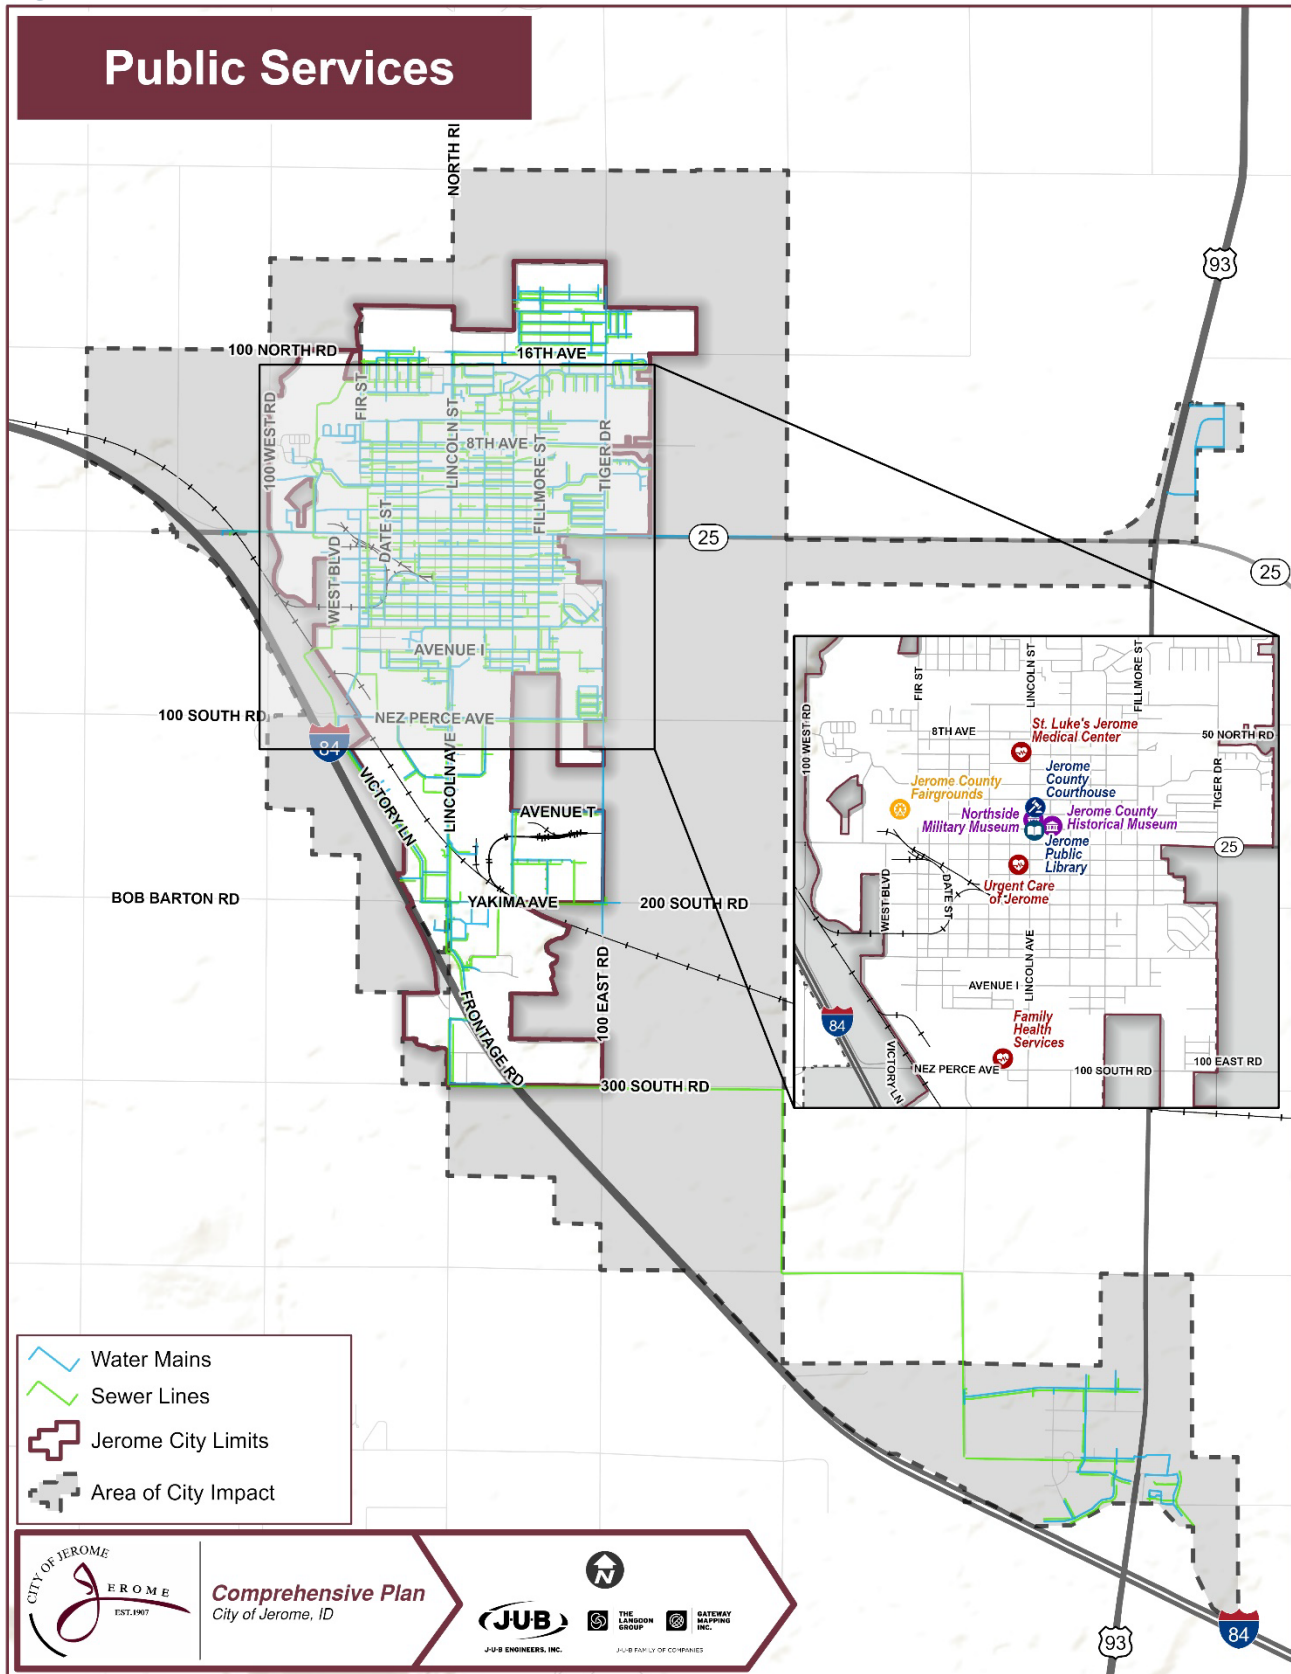 Public Services
NORTH RI
93
100 NORTH RD
16TH AVE
100 WEST RD
FIR ST
LINCOLN ST
8TH AVE
FILLMORE ST
TIGER DR
DATE ST
WEST BLVD
25
25
AVENUE I
100 SOUTH RD
NEZ PERCE AVE
84
VICTORY LN
LINCOLN AVE
AVENUE T
BOB BARTON RD
YAKIMA AVE
200 SOUTH RD
100 EAST RD
FRONTAGE RD
300 SOUTH RD
FIR ST
LINCOLN ST
FILLMORE ST
100 WEST RD
8TH AVE
St. Luke's Jerome
Medical Center
50 NORTH RD
Jerome County
Fairgrounds
Jerome
County
Courthouse
TIGER DR
Northside
Military Museum
Jerome County
Historical Museum
Jerome
Public
Library
25
WEST BLVD
DATE ST
Urgent Care
of Jerome
AVENUE I
LINCOLN AVE
84
Family
Health
Services
VICTORY LN
NEZ PERCE AVE
100 SOUTH RD
100 EAST RD
Water Mains
Sewer Lines
Jerome City Limits
Area of City Impact
CITY OF JEROME
JEROME
EST.1907
Comprehensive Plan
City of Jerome, ID
N
J·U·B
J·U·B ENGINEERS, INC.
THE
LANGDON
GROUP
GATEWAY
MAPPING
INC.
J·U·B FAMILY OF COMPANIES
93
84